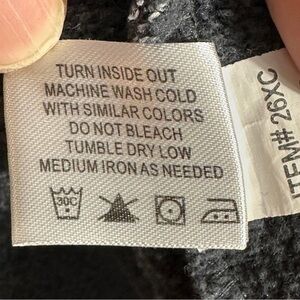 TURN INSIDE OUT
MACHINE WASH COLD
WITH SIMILAR COLORS
DO NOT BLEACH
TUMBLE DRY LOW
MEDIUM IRON AS NEEDED
30C
ITEM# 26XC